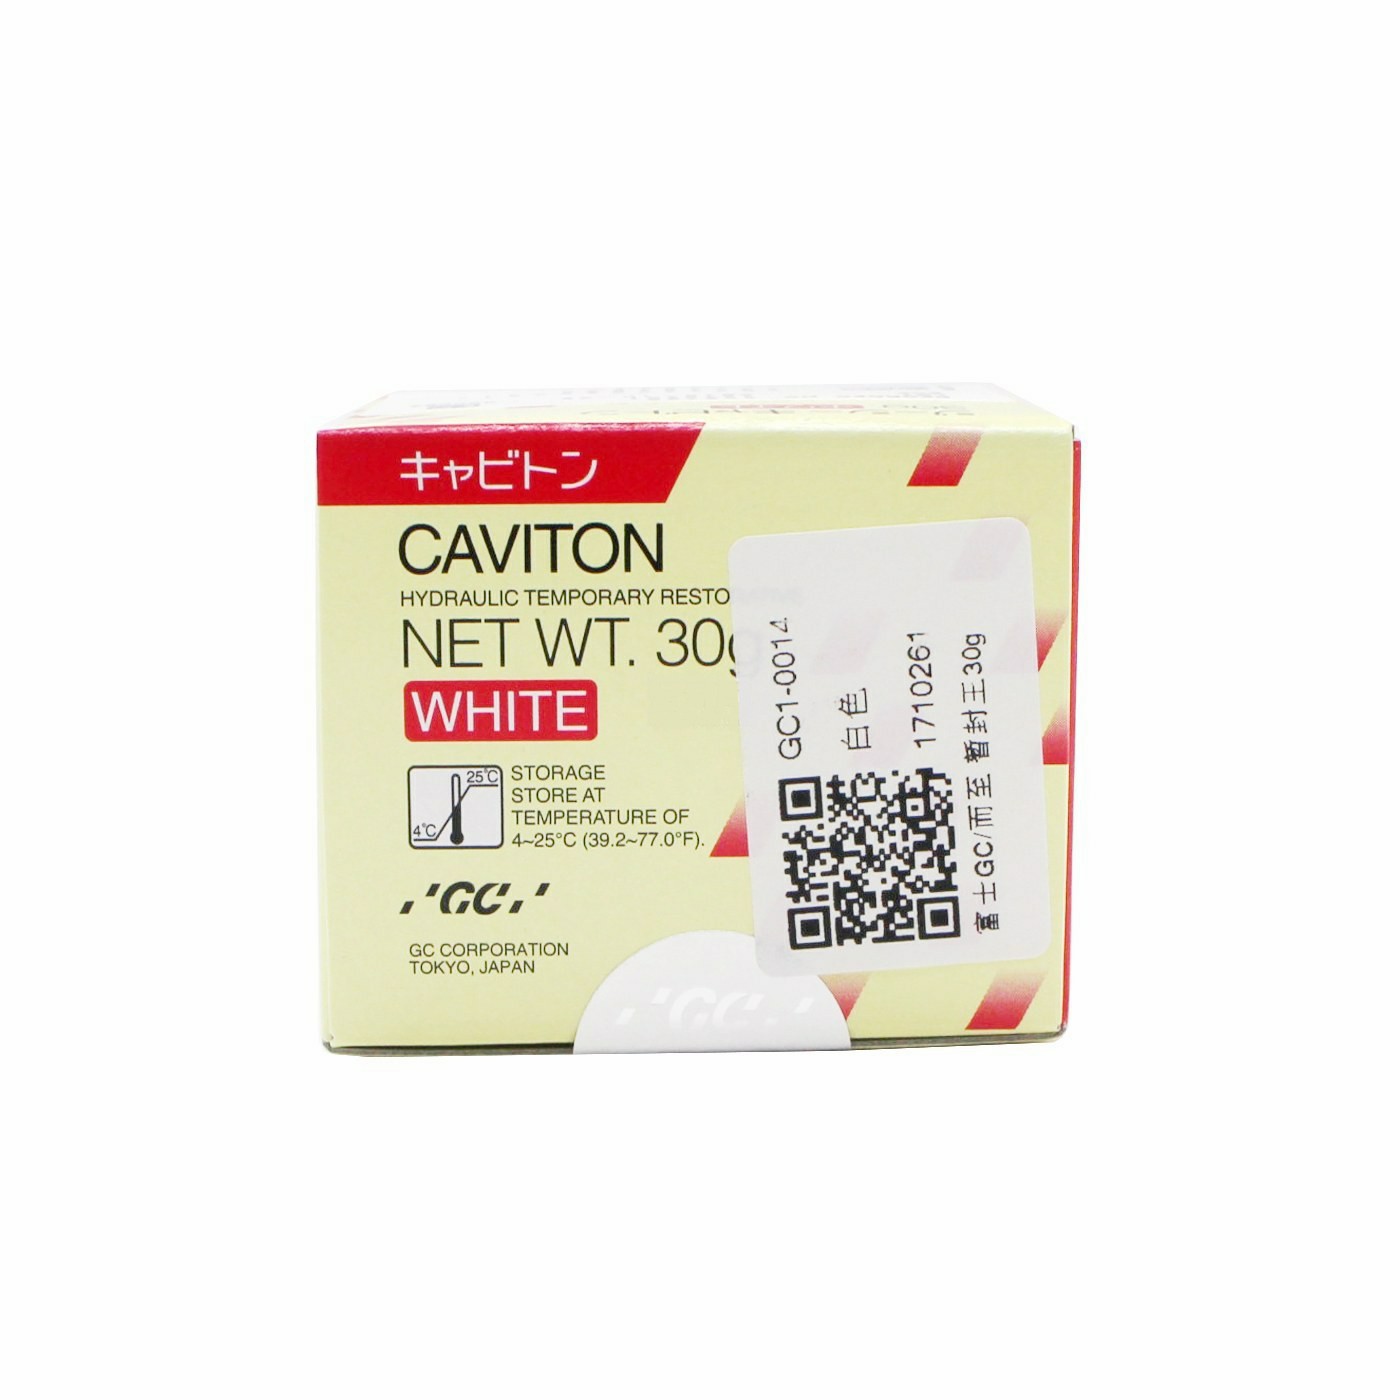 キャビトン
CAVITON
HYDRAULIC TEMPORARY RESTO
NET WT. 30g
WHITE
25℃
4℃
STORAGE
STORE AT
TEMPERATURE OF
4~25°C (39.2~77.0°F).
GC
GC CORPORATION
TOKYO, JAPAN
GC
GC1-0014
白色
1710261
富士GC/而至 暂封王30g